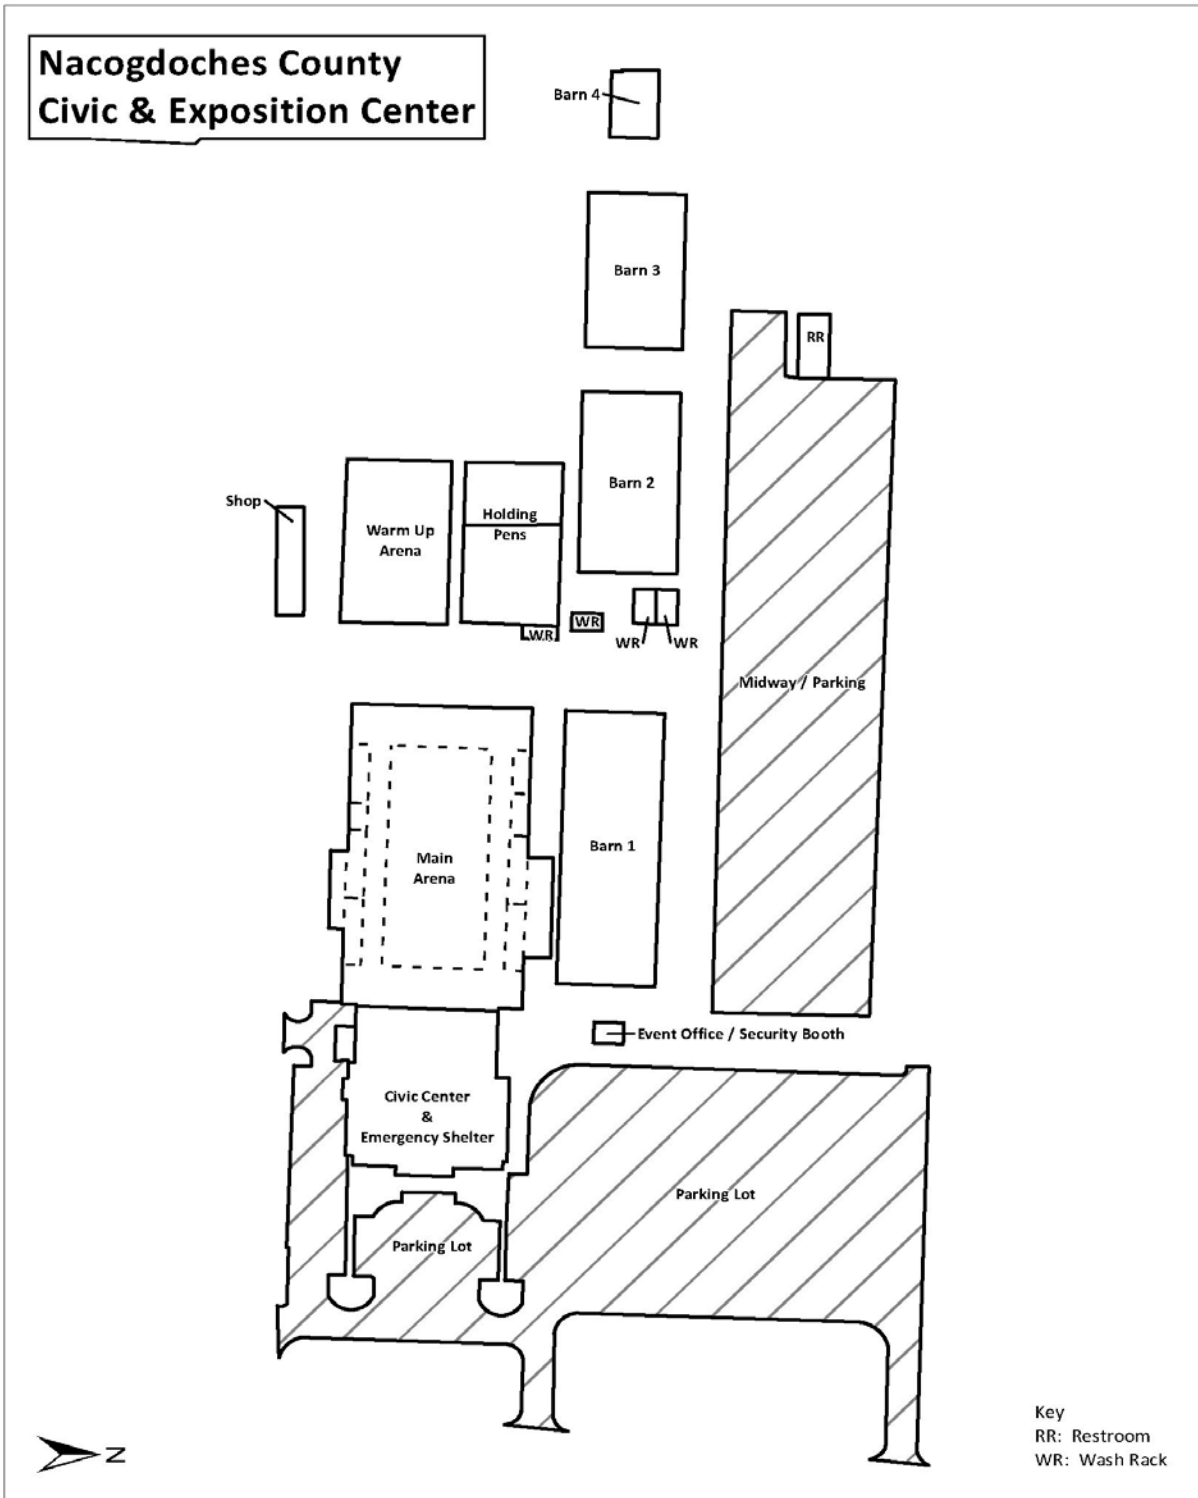 Nacogdoches County
Civic & Exposition Center
Barn 4
Barn 3
RR
Barn 2
Shop
Holding
Pens
Warm Up
Arena
WR
WR
WR
WR
Midway / Parking
Main
Arena
Barn 1
Event Office / Security Booth
Civic Center
&
Emergency Shelter
Parking Lot
Parking Lot
Key
RR: Restroom
WR: Wash Rack
N